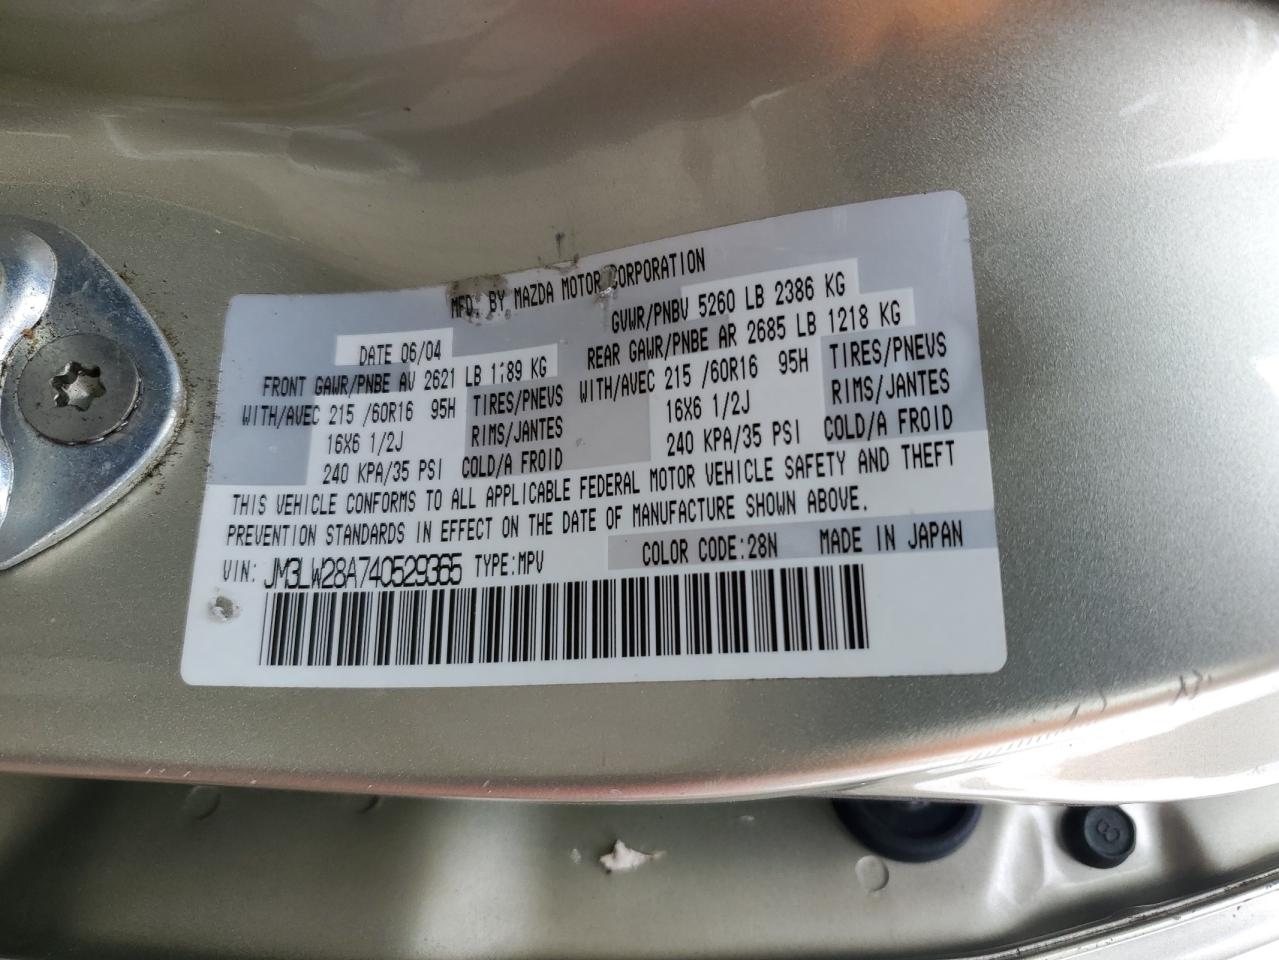 MFD. BY MAZDA MOTOR CORPORATION
DATE 06/04 GVWR/PNBV 5260 LB 2386 KG
FRONT GAWR/PNBE AV 2621 LB 1189 KG REAR GAWR/PNBE AR 2685 LB 1218 KG
WITH/AVEC 215 /60R16 95H TIRES/PNEUS WITH/AVEC 215 /60R16 95H TIRES/PNEUS
16X6 1/2J RIMS/JANTES 16X6 1/2J RIMS/JANTES
240 KPA/35 PSI COLD/A FROID 240 KPA/35 PSI COLD/A FROID
THIS VEHICLE CONFORMS TO ALL APPLICABLE FEDERAL MOTOR VEHICLE SAFETY AND THEFT
PREVENTION STANDARDS IN EFFECT ON THE DATE OF MANUFACTURE SHOWN ABOVE.
VIN: JM3LW28A740529365 TYPE:MPV COLOR CODE:28N MADE IN JAPAN
8